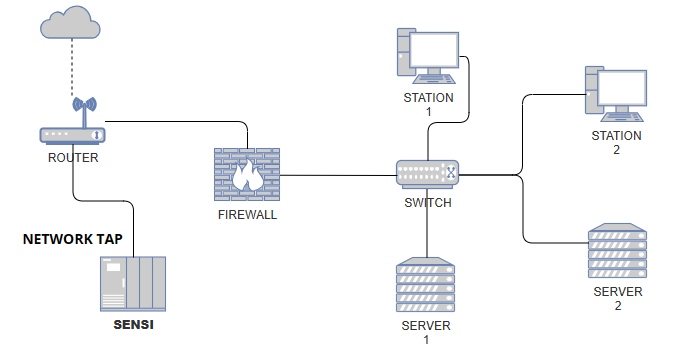 STATION
1
STATION
2
ROUTER
SWITCH
FIREWALL
NETWORK TAP
SERVER
2
SENSI
SERVER
1